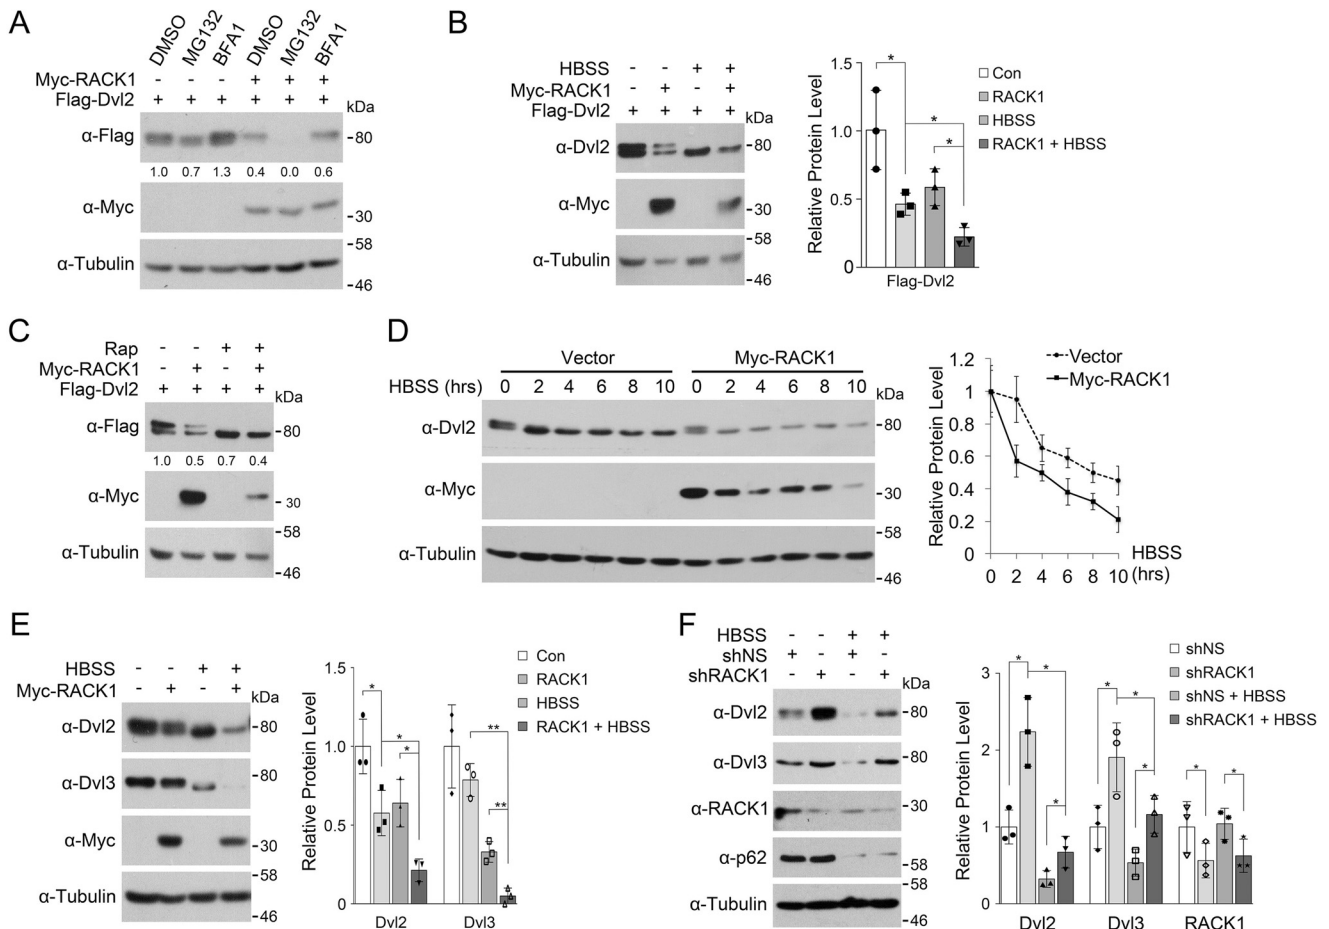 A
DMSO MG132 BFA1 DMSO MG132 BFA1
Myc-RACK1 - - - + + +
Flag-Dvl2 + + + + + +
kDa
α-Flag -80
1.0 0.7 1.3 0.4 0.0 0.6
α-Myc -30
-58
α-Tubulin
-46
B
HBSS - - + +
Myc-RACK1 - + - +
Flag-Dvl2 + + + +
kDa
α-Dvl2 -80
α-Myc -30
-58
α-Tubulin
-46
Relative Protein Level
1.5
1.0
0.5
0
* * *
Flag-Dvl2
Con
RACK1
HBSS
RACK1 + HBSS
C
Rap - - + +
Myc-RACK1 - + - +
Flag-Dvl2 + + + +
kDa
α-Flag -80
1.0 0.5 0.7 0.4
α-Myc -30
-58
α-Tubulin
-46
D
Vector Myc-RACK1
HBSS (hrs) 0 2 4 6 8 10 0 2 4 6 8 10
kDa
α-Dvl2 -80
α-Myc -30
-58
α-Tubulin
-46
Relative Protein Level
1.2
1
0.8
0.6
0.4
0.2
0
0 2 4 6 8 10
HBSS
(hrs)
Vector
Myc-RACK1
E
HBSS - - + +
Myc-RACK1 - + - +
kDa
α-Dvl2 -80
α-Dvl3 -80
α-Myc -30
-58
α-Tubulin
-46
Relative Protein Level
1.5
1.0
0.5
0
* * * ** **
Dvl2 Dvl3
Con
RACK1
HBSS
RACK1 + HBSS
F
HBSS - - + +
shNS + - + -
shRACK1 - + - +
kDa
α-Dvl2 -80
α-Dvl3 -80
α-RACK1 -30
α-p62 -58
-58
α-Tubulin
-46
Relative Protein Level
3
2
1
0
* * * * * * * *
Dvl2 Dvl3 RACK1
shNS
shRACK1
shNS + HBSS
shRACK1 + HBSS